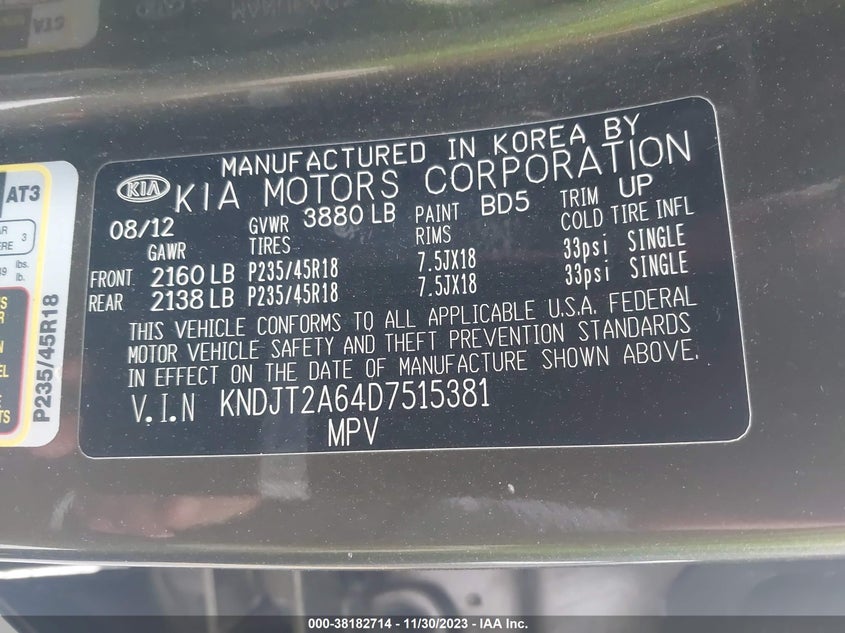 MANUFACTURED IN KOREA BY
KIA KIA MOTORS CORPORATION
08/12 GVWR 3880 LB PAINT BD5 TRIM UP
GAWR TIRES RIMS COLD TIRE INFL
FRONT 2160 LB P235/45R18 7.5JX18 33psi SINGLE
REAR 2138 LB P235/45R18 7.5JX18 33psi SINGLE
THIS VEHICLE CONFORMS TO ALL APPLICABLE U.S.A. FEDERAL
MOTOR VEHICLE SAFETY AND THEFT PREVENTION STANDARDS
IN EFFECT ON THE DATE OF MANUFACTURE SHOWN ABOVE.
V.I.N KNDJT2A64D7515381
MPV
AT3
3
lbs.
lb.
P235/45R18
000-38182714 - 11/30/2023 - IAA Inc.